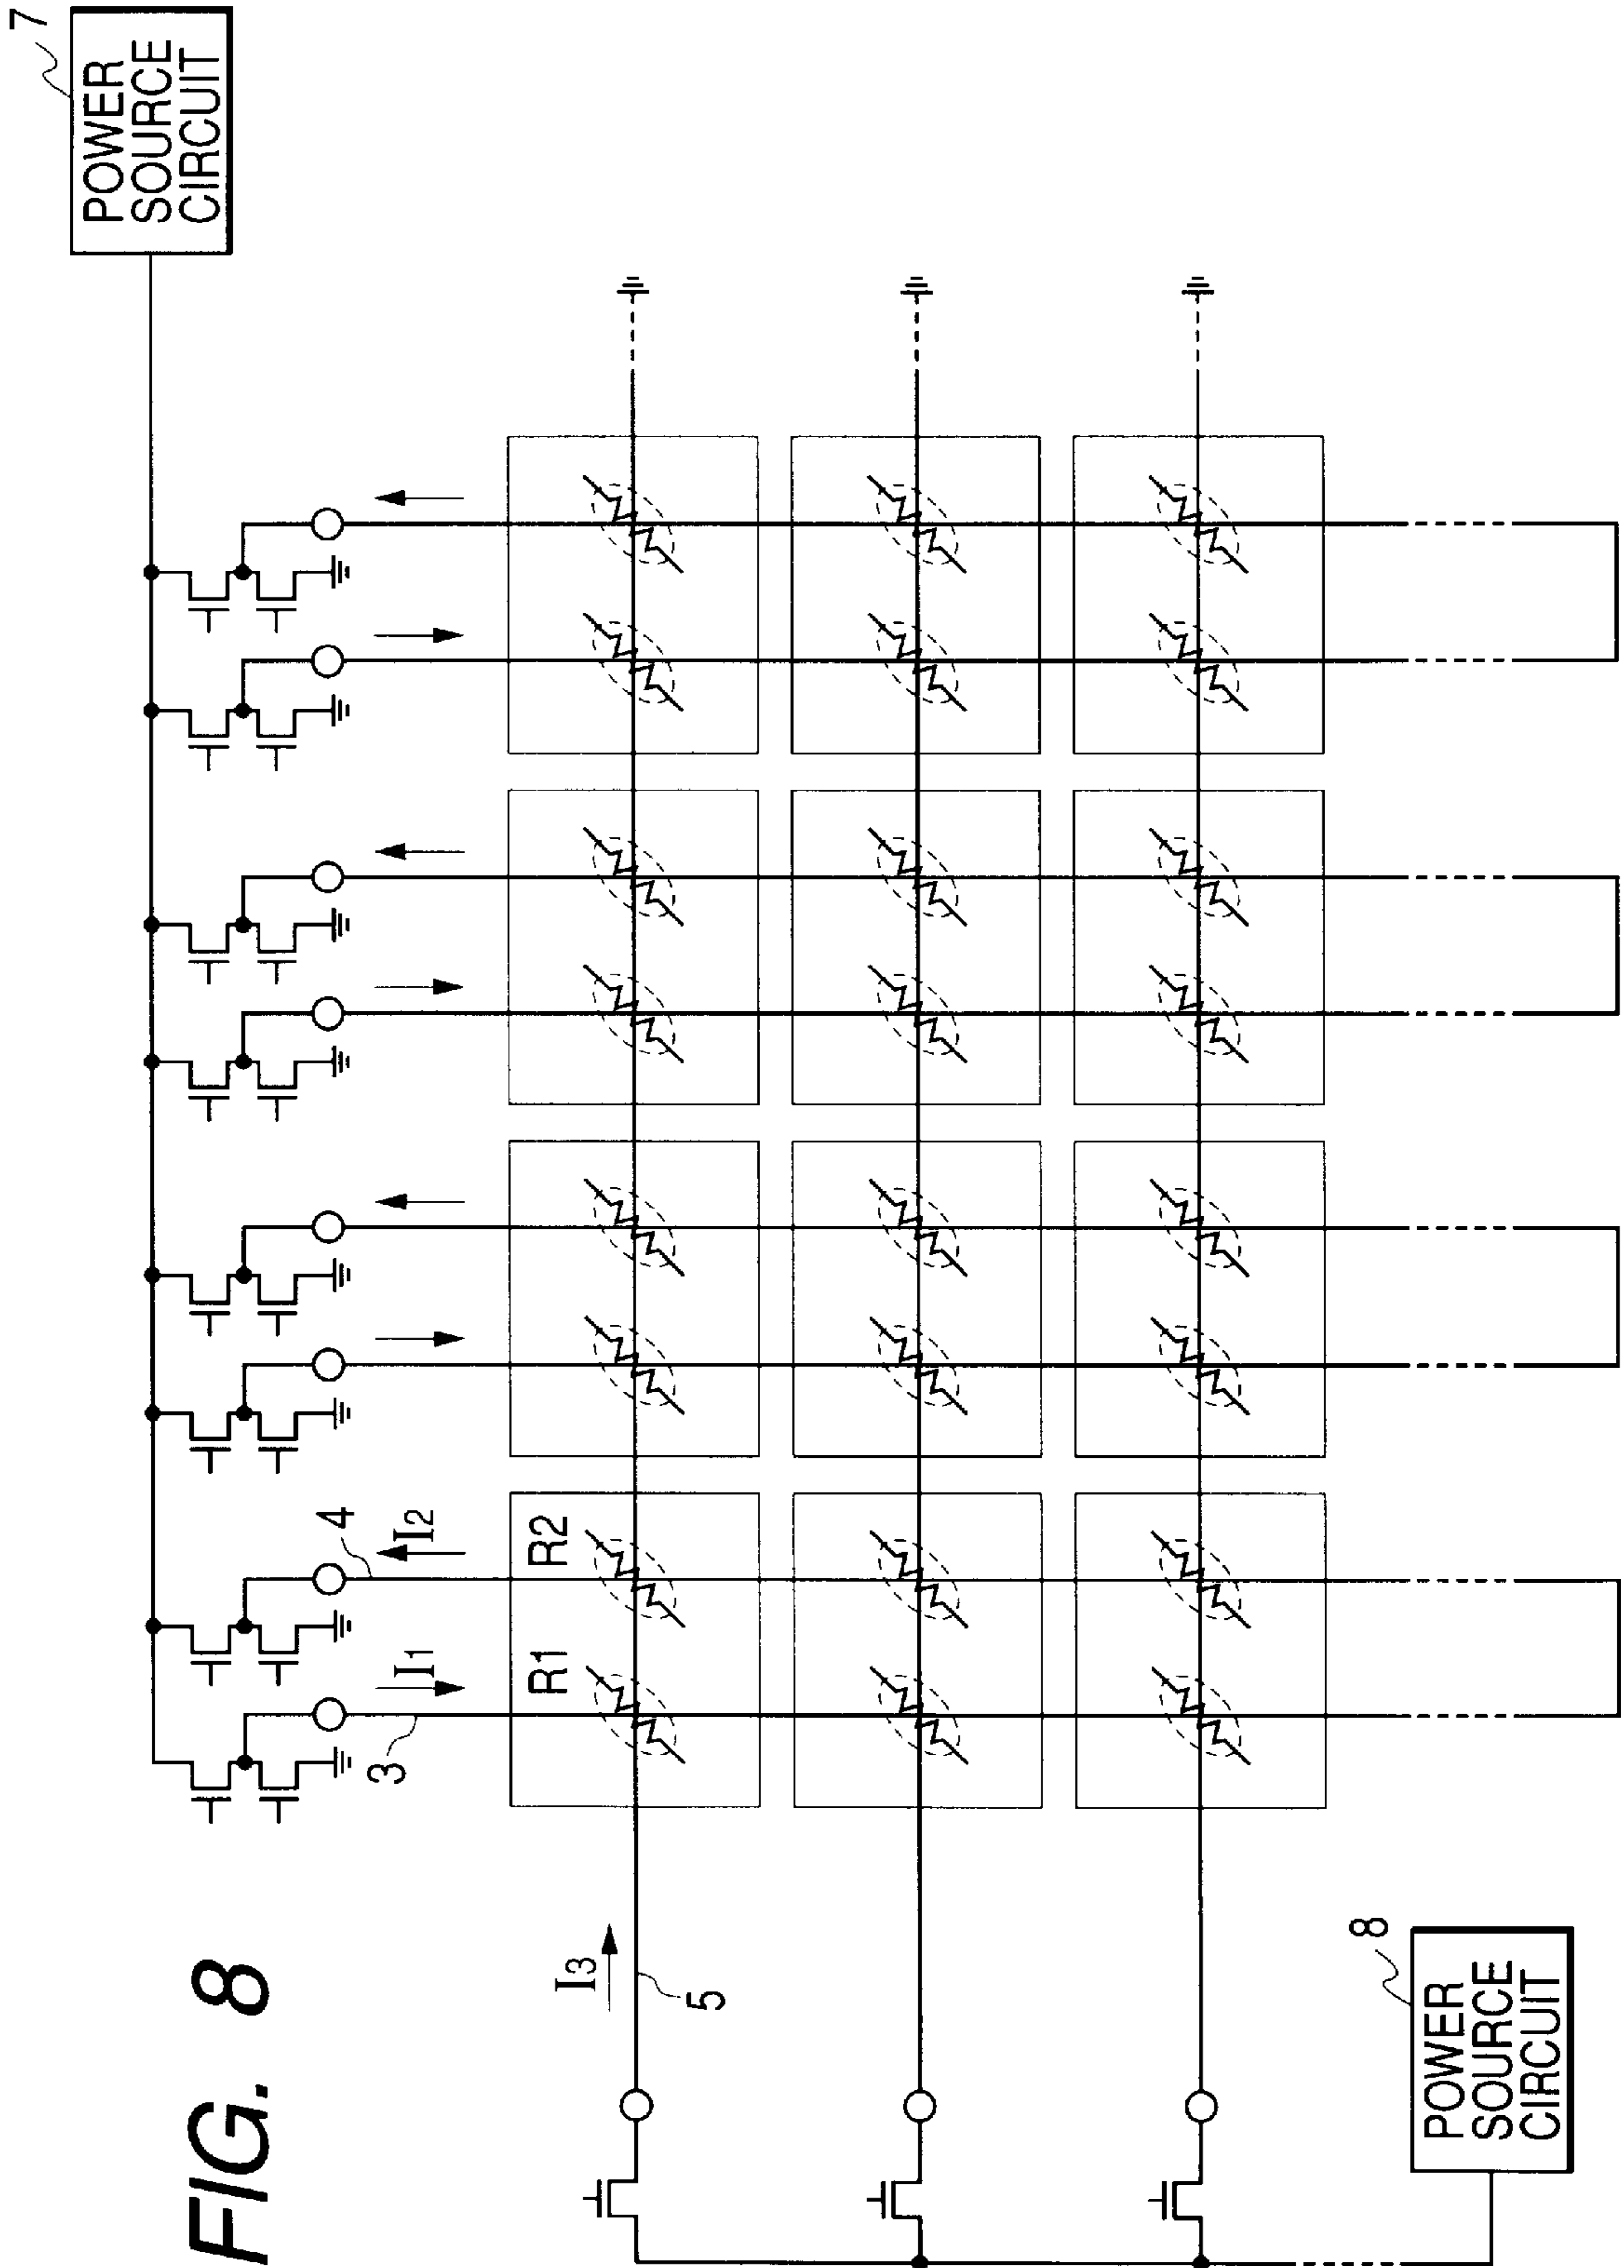 FIG. 8
7
POWER
SOURCE
CIRCUIT
3
I1
4
I2
R1
R2
I3
5
8
POWER
SOURCE
CIRCUIT